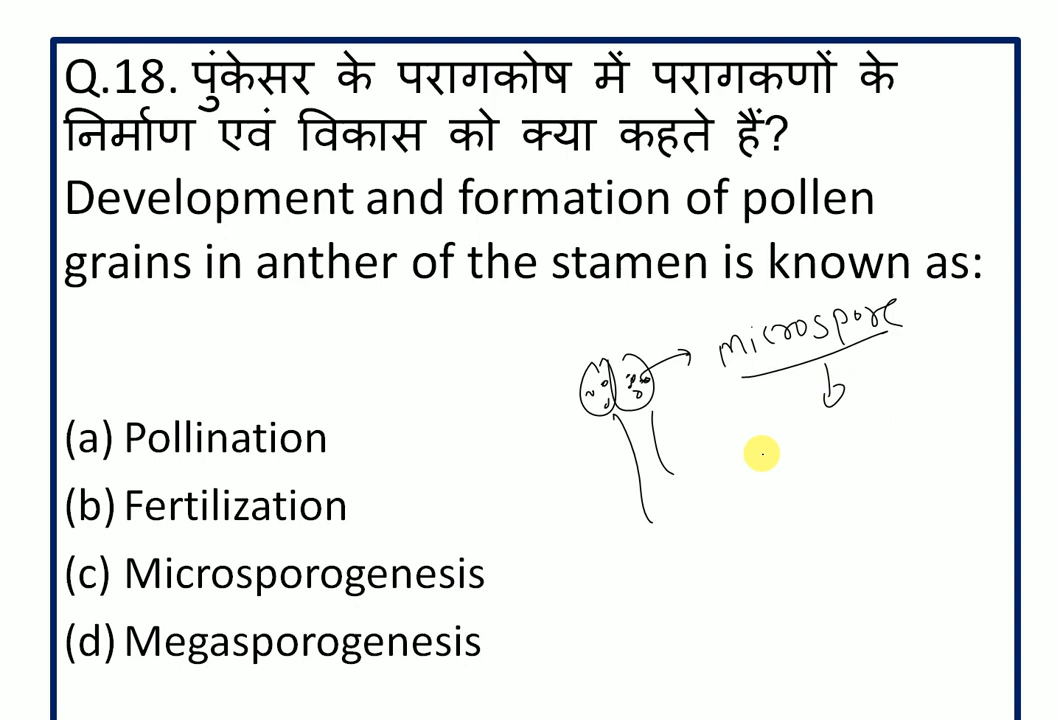 Q.18. पुंकेसर के परागकोष में परागकणों के
निर्माण एवं विकास को क्या कहते हैं?
Development and formation of pollen
grains in anther of the stamen is known as:
microspore
(a) Pollination
(b) Fertilization
(c) Microsporogenesis
(d) Megasporogenesis